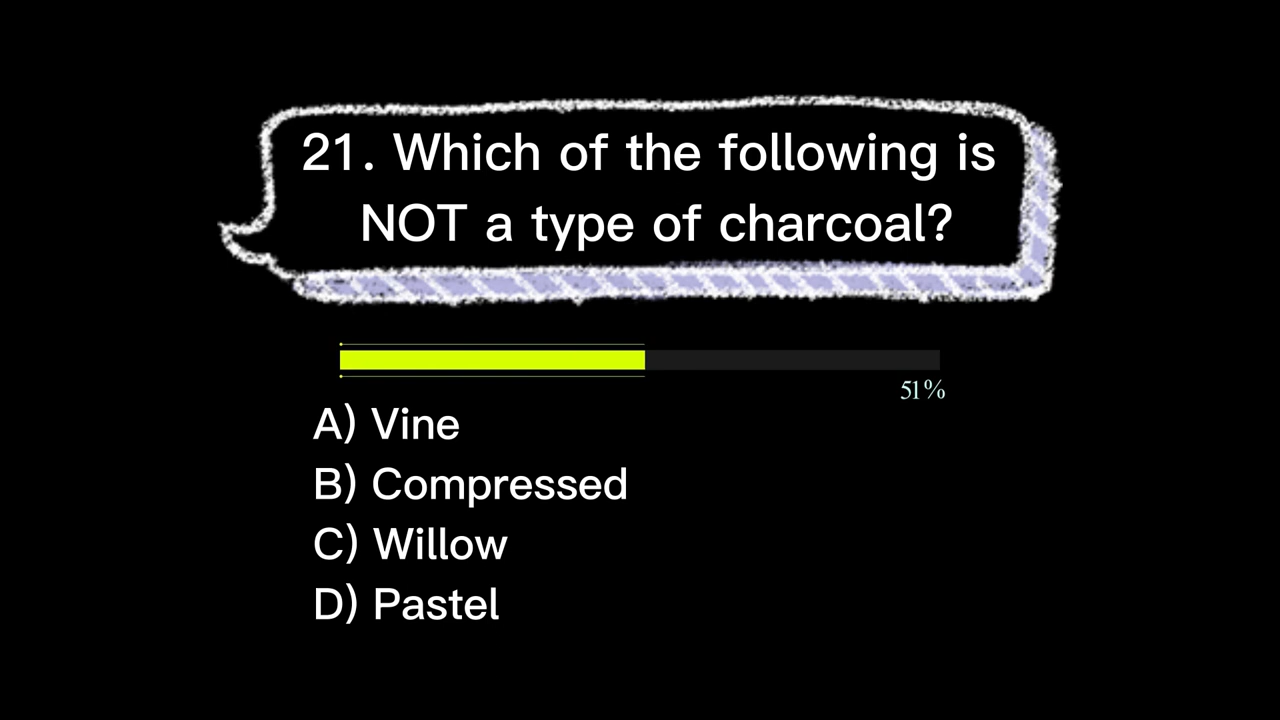 21. Which of the following is
NOT a type of charcoal?
51%
A) Vine
B) Compressed
C) Willow
D) Pastel